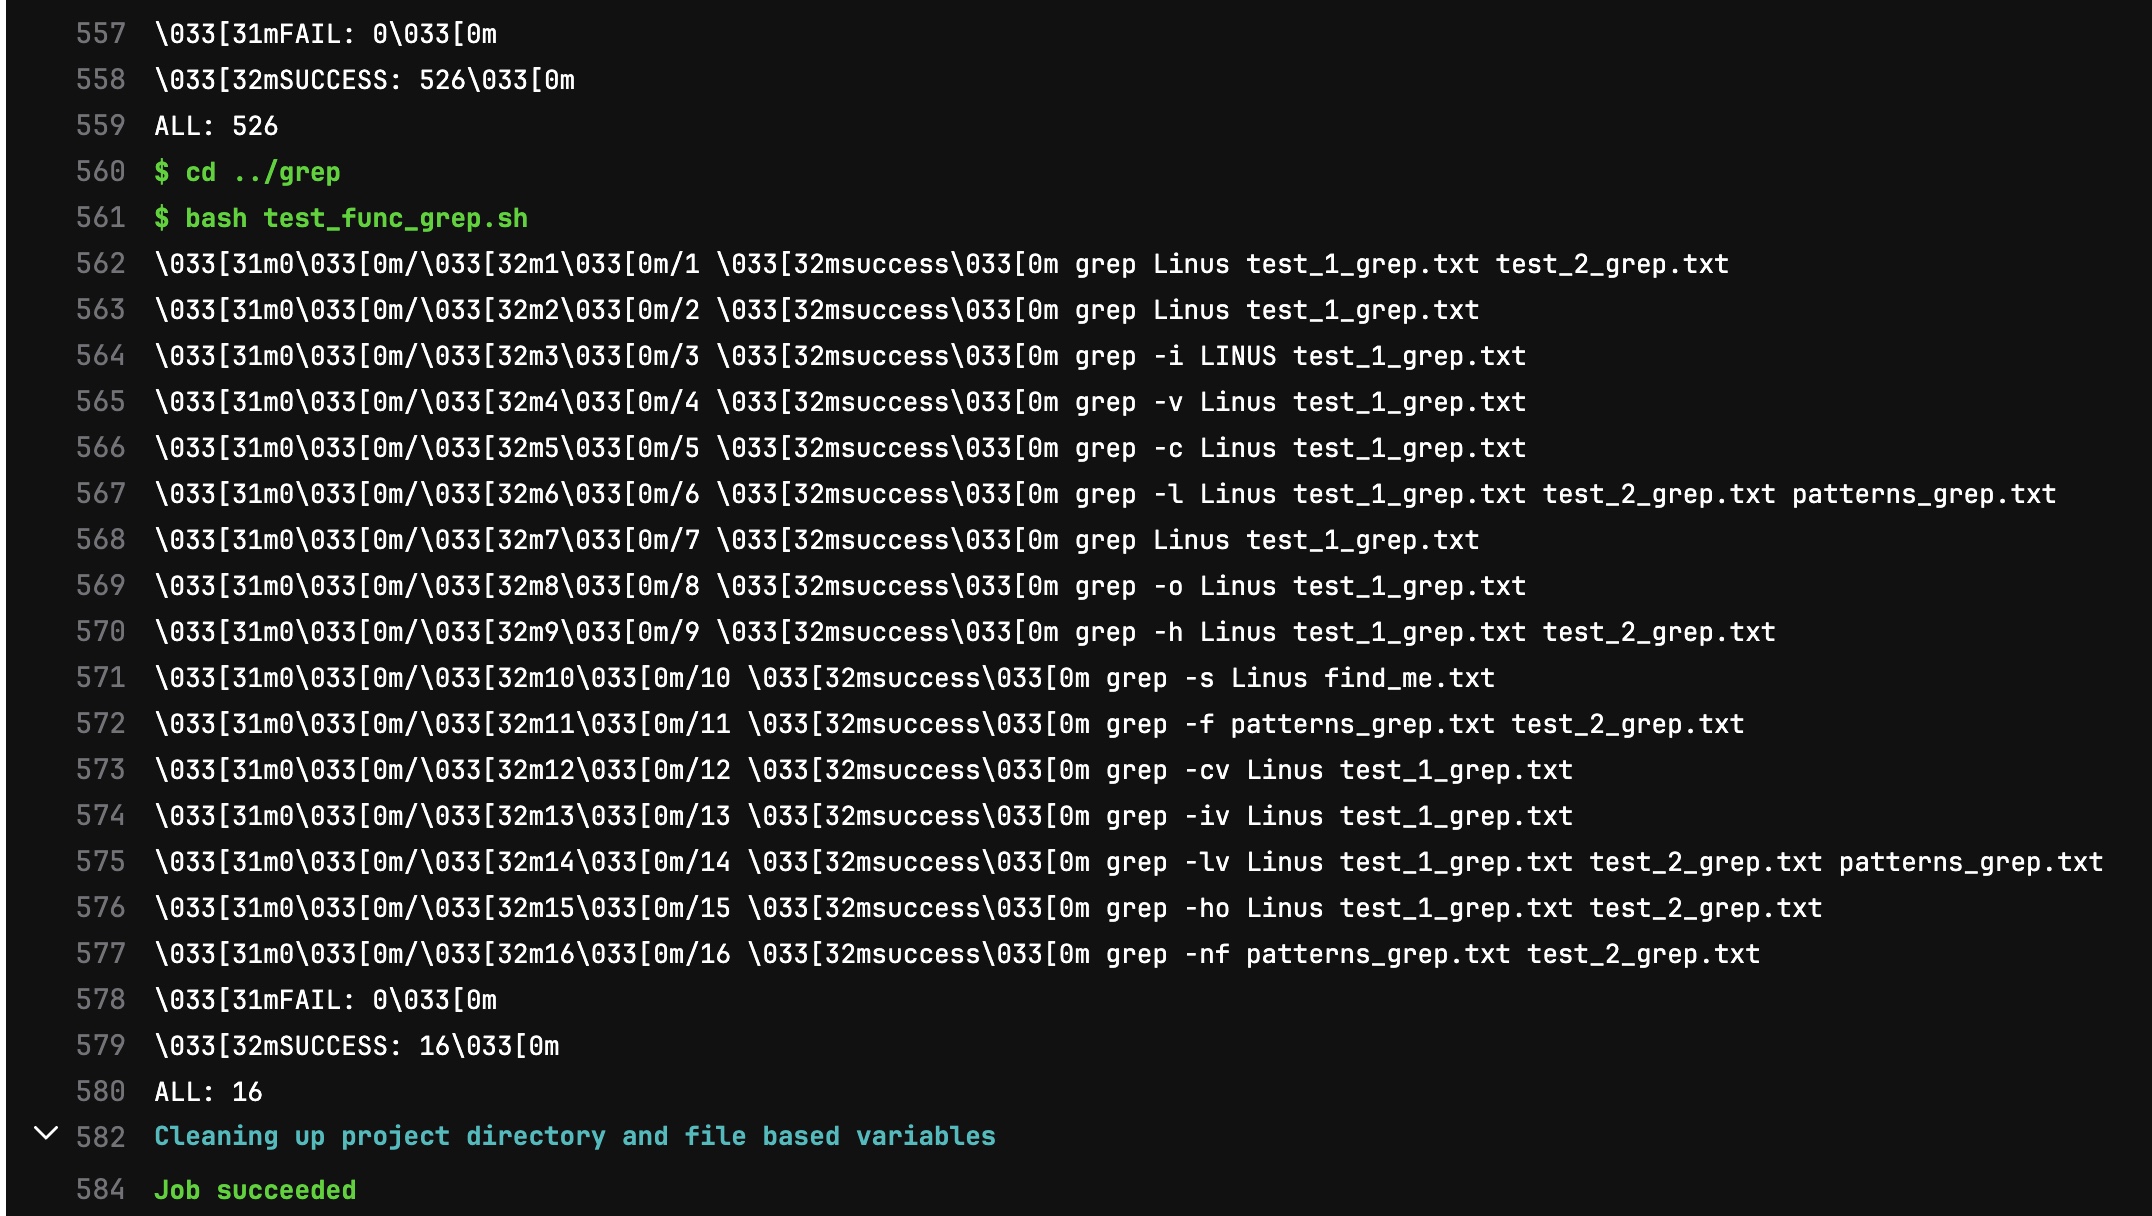 557 \033[31mFAIL: 0\033[0m
558 \033[32mSUCCESS: 526\033[0m
559 ALL: 526
560 $ cd ../grep
561 $ bash test_func_grep.sh
562 \033[31m0\033[0m/\033[32m1\033[0m/1 \033[32msuccess\033[0m grep Linus test_1_grep.txt test_2_grep.txt
563 \033[31m0\033[0m/\033[32m2\033[0m/2 \033[32msuccess\033[0m grep Linus test_1_grep.txt
564 \033[31m0\033[0m/\033[32m3\033[0m/3 \033[32msuccess\033[0m grep -i LINUS test_1_grep.txt
565 \033[31m0\033[0m/\033[32m4\033[0m/4 \033[32msuccess\033[0m grep -v Linus test_1_grep.txt
566 \033[31m0\033[0m/\033[32m5\033[0m/5 \033[32msuccess\033[0m grep -c Linus test_1_grep.txt
567 \033[31m0\033[0m/\033[32m6\033[0m/6 \033[32msuccess\033[0m grep -l Linus test_1_grep.txt test_2_grep.txt patterns_grep.txt
568 \033[31m0\033[0m/\033[32m7\033[0m/7 \033[32msuccess\033[0m grep Linus test_1_grep.txt
569 \033[31m0\033[0m/\033[32m8\033[0m/8 \033[32msuccess\033[0m grep -o Linus test_1_grep.txt
570 \033[31m0\033[0m/\033[32m9\033[0m/9 \033[32msuccess\033[0m grep -h Linus test_1_grep.txt test_2_grep.txt
571 \033[31m0\033[0m/\033[32m10\033[0m/10 \033[32msuccess\033[0m grep -s Linus find_me.txt
572 \033[31m0\033[0m/\033[32m11\033[0m/11 \033[32msuccess\033[0m grep -f patterns_grep.txt test_2_grep.txt
573 \033[31m0\033[0m/\033[32m12\033[0m/12 \033[32msuccess\033[0m grep -cv Linus test_1_grep.txt
574 \033[31m0\033[0m/\033[32m13\033[0m/13 \033[32msuccess\033[0m grep -iv Linus test_1_grep.txt
575 \033[31m0\033[0m/\033[32m14\033[0m/14 \033[32msuccess\033[0m grep -lv Linus test_1_grep.txt test_2_grep.txt patterns_grep.txt
576 \033[31m0\033[0m/\033[32m15\033[0m/15 \033[32msuccess\033[0m grep -ho Linus test_1_grep.txt test_2_grep.txt
577 \033[31m0\033[0m/\033[32m16\033[0m/16 \033[32msuccess\033[0m grep -nf patterns_grep.txt test_2_grep.txt
578 \033[31mFAIL: 0\033[0m
579 \033[32mSUCCESS: 16\033[0m
580 ALL: 16
582 Cleaning up project directory and file based variables
584 Job succeeded